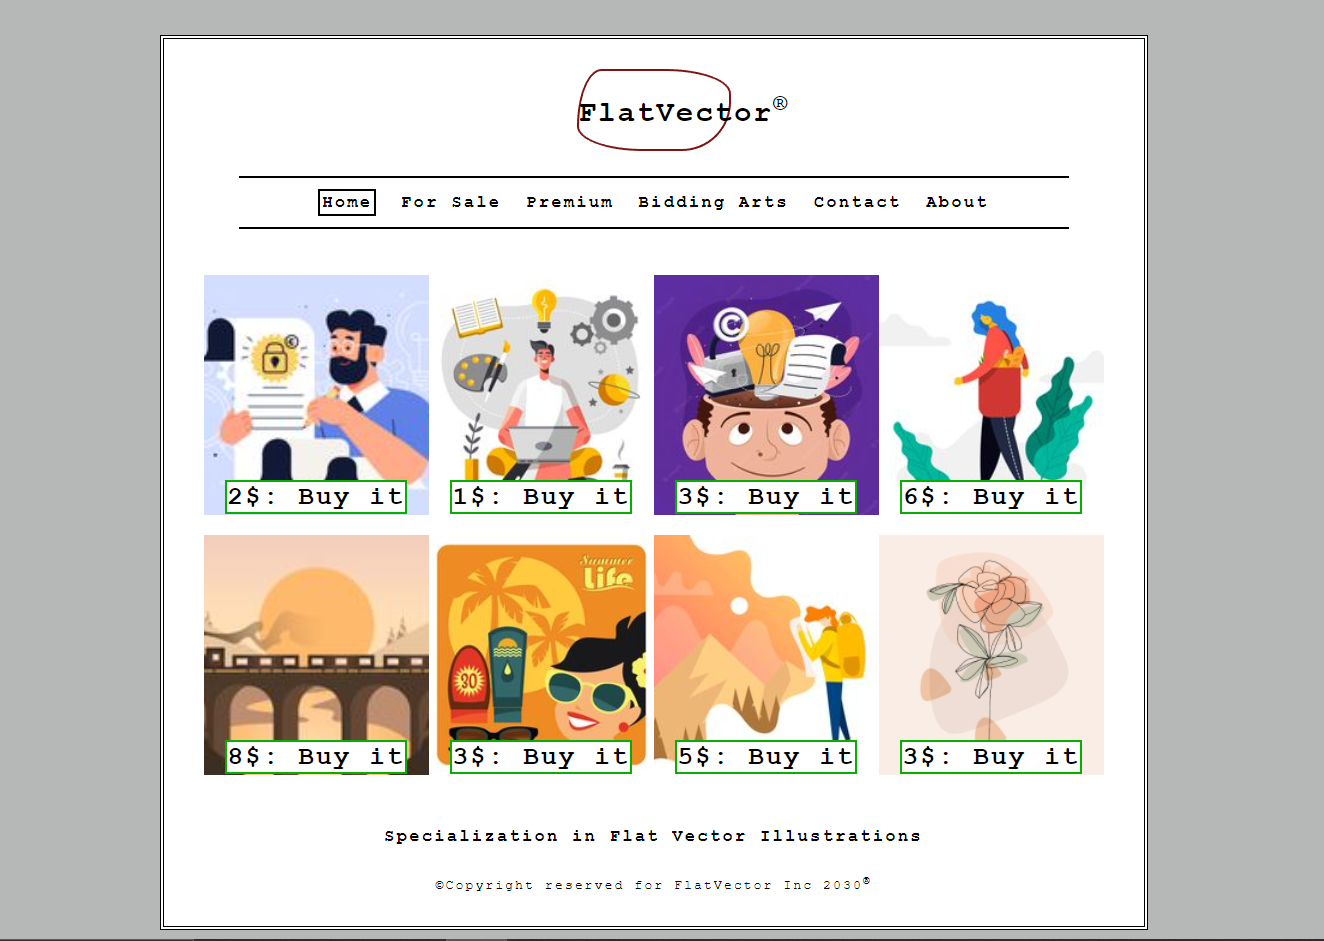 FlatVector®
Home For Sale Premium Bidding Arts Contact About
2$: Buy it 1$: Buy it 3$: Buy it 6$: Buy it
Summer
Life
30
8$: Buy it 3$: Buy it 5$: Buy it 3$: Buy it
Specialization in Flat Vector Illustrations
©Copyright reserved for FlatVector Inc 2030®